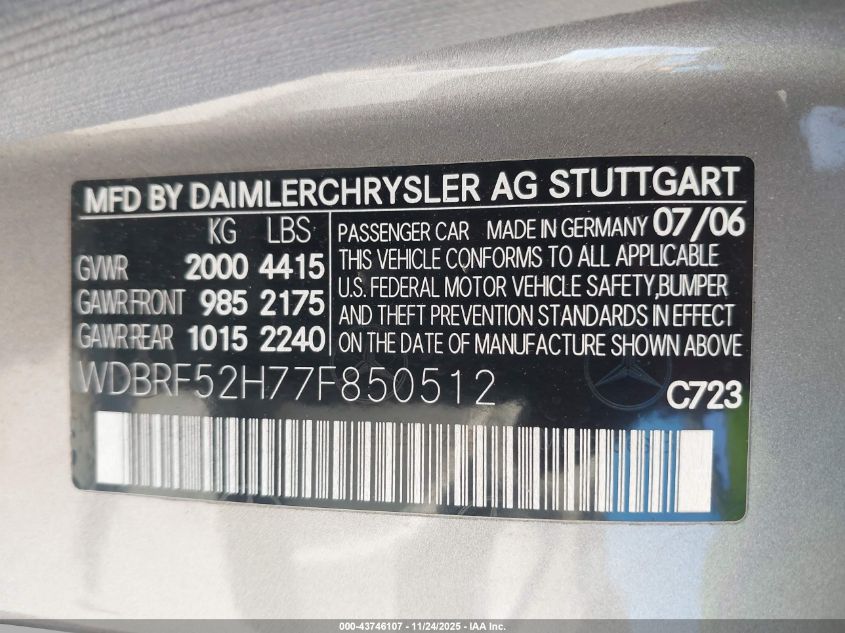 MFD BY DAIMLERCHRYSLER AG STUTTGART
KG LBS
GVWR 2000 4415
GAWR FRONT 985 2175
GAWR REAR 1015 2240
PASSENGER CAR MADE IN GERMANY 07/06
THIS VEHICLE CONFORMS TO ALL APPLICABLE
U.S. FEDERAL MOTOR VEHICLE SAFETY,BUMPER
AND THEFT PREVENTION STANDARDS IN EFFECT
ON THE DATE OF MANUFACTURE SHOWN ABOVE
WDBRF52H77F850512
C723
000-43746107 - 11/24/2025 - IAA Inc.